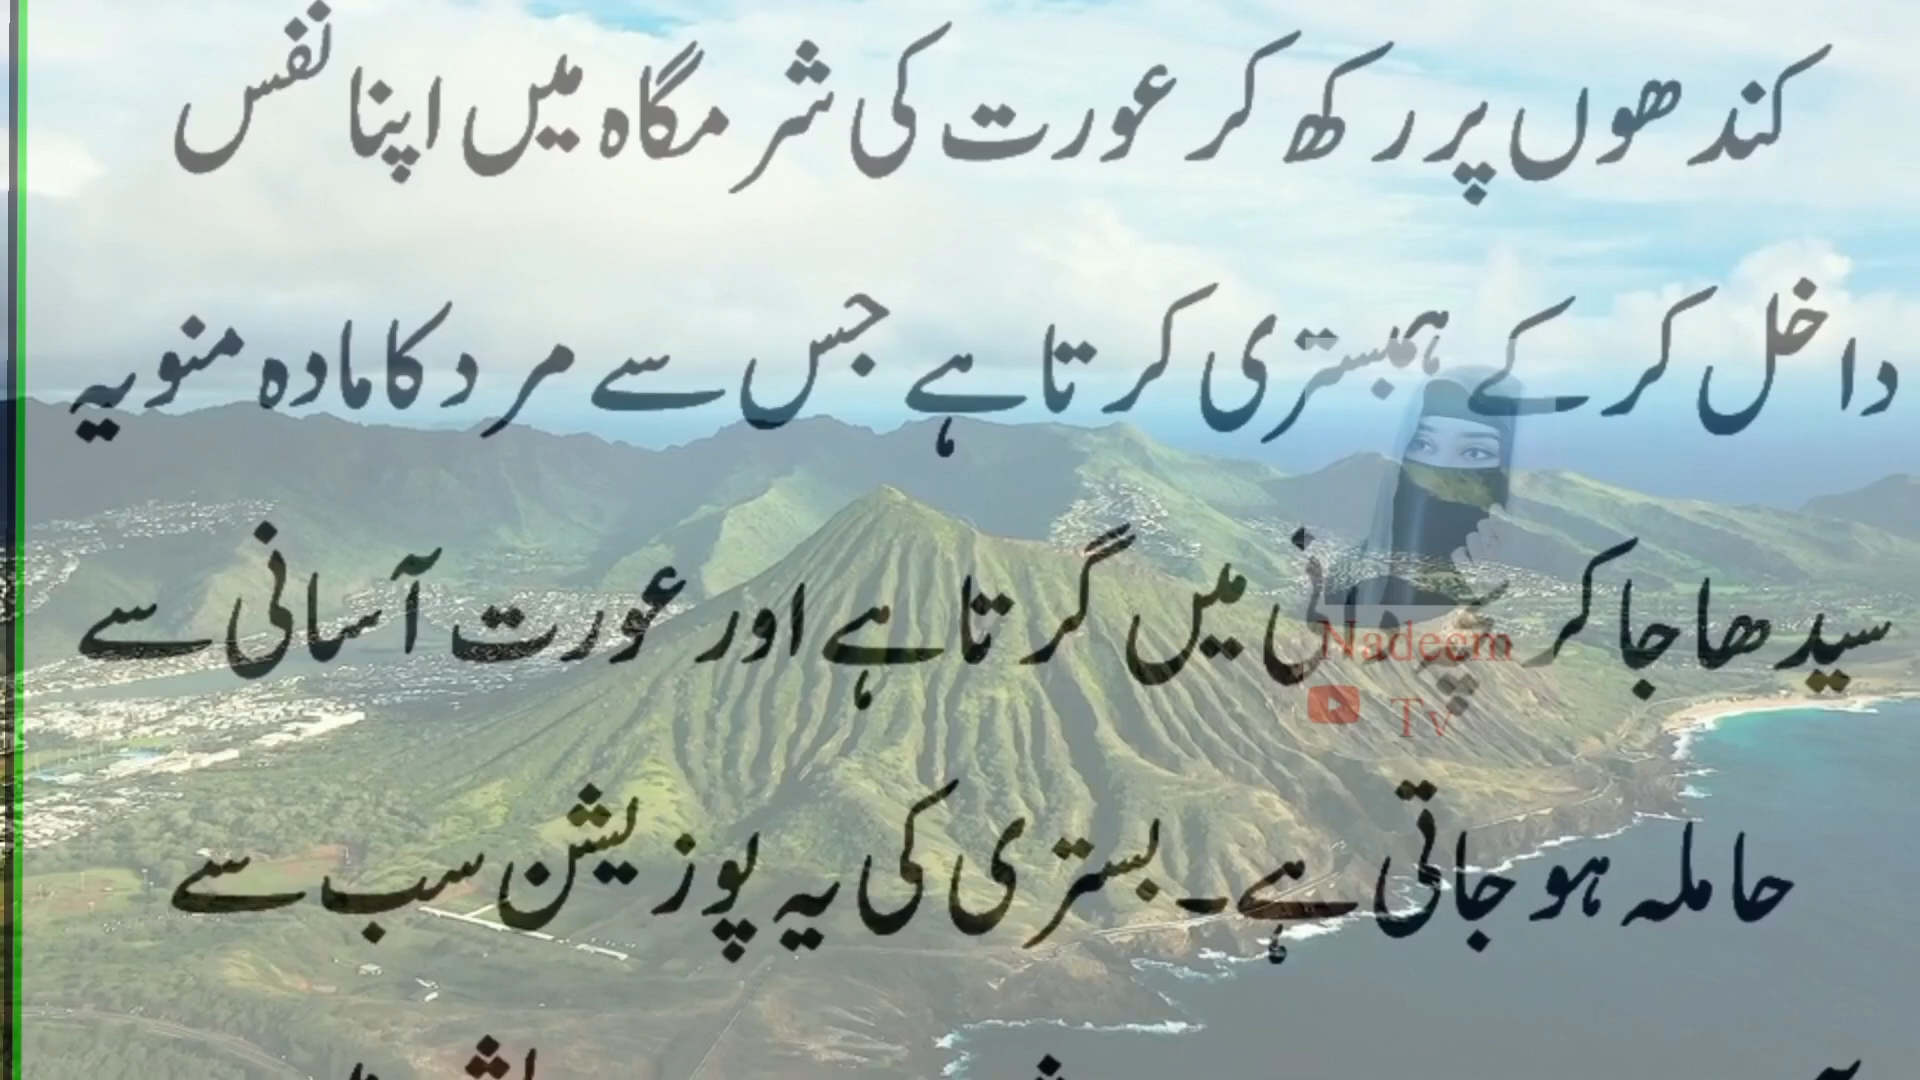 کندھوں پر رکھ کر عورت کی شرمگاہ میں اپنا نفس
داخل کر کے ہمبستری کرتا ہے جس سے مرد کا مادہ منویہ
سیدھا جا کر میں گرتا ہے اور عورت آسانی سے
Nadeem
Tv
حاملہ ہو جاتی ہے۔ بستری کی یہ پوزیشن سب سے